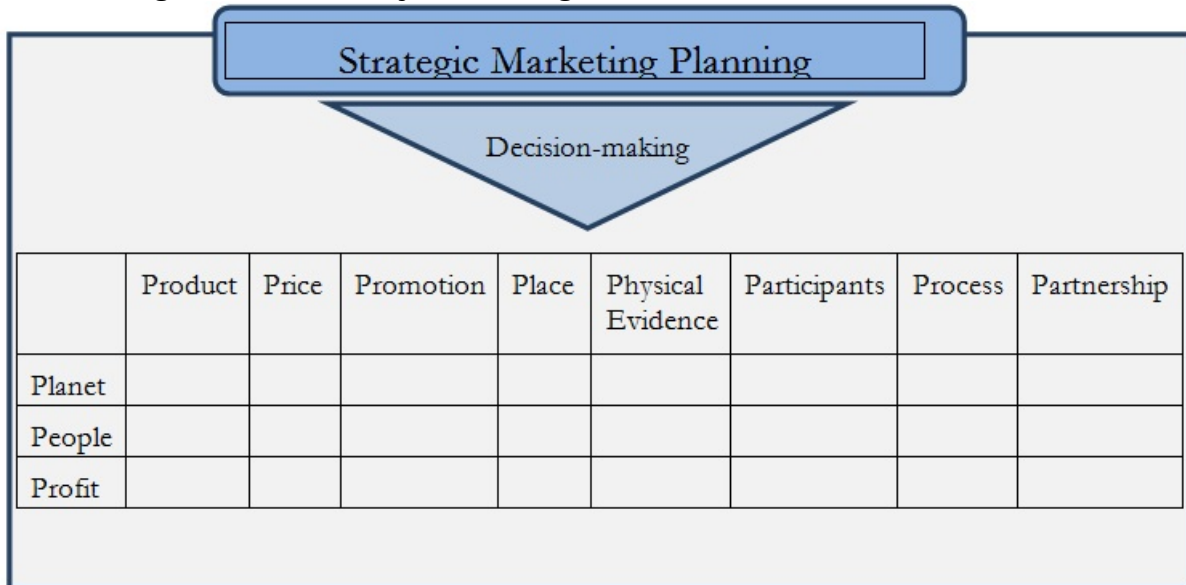 Strategic Marketing Planning
Decision-making
Product Price Promotion Place Physical Evidence Participants Process Partnership
Planet
People
Profit